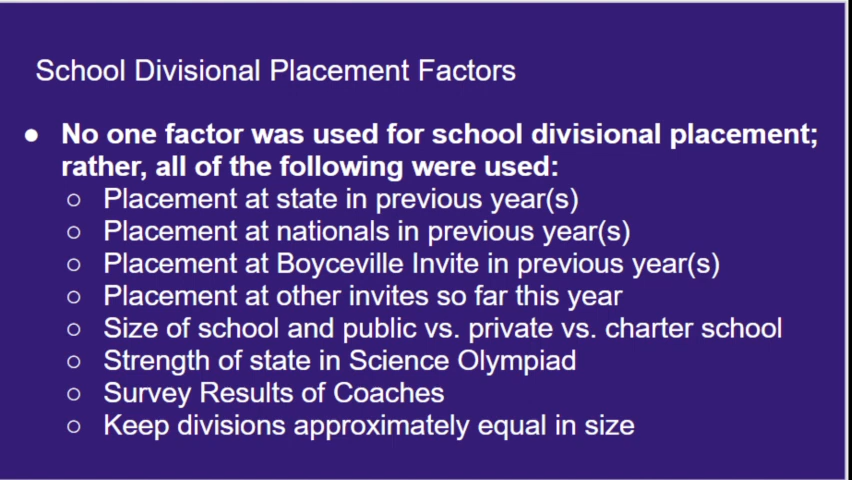 School Divisional Placement Factors
● No one factor was used for school divisional placement;
rather, all of the following were used:
○ Placement at state in previous year(s)
○ Placement at nationals in previous year(s)
○ Placement at Boyceville Invite in previous year(s)
○ Placement at other invites so far this year
○ Size of school and public vs. private vs. charter school
○ Strength of state in Science Olympiad
○ Survey Results of Coaches
○ Keep divisions approximately equal in size